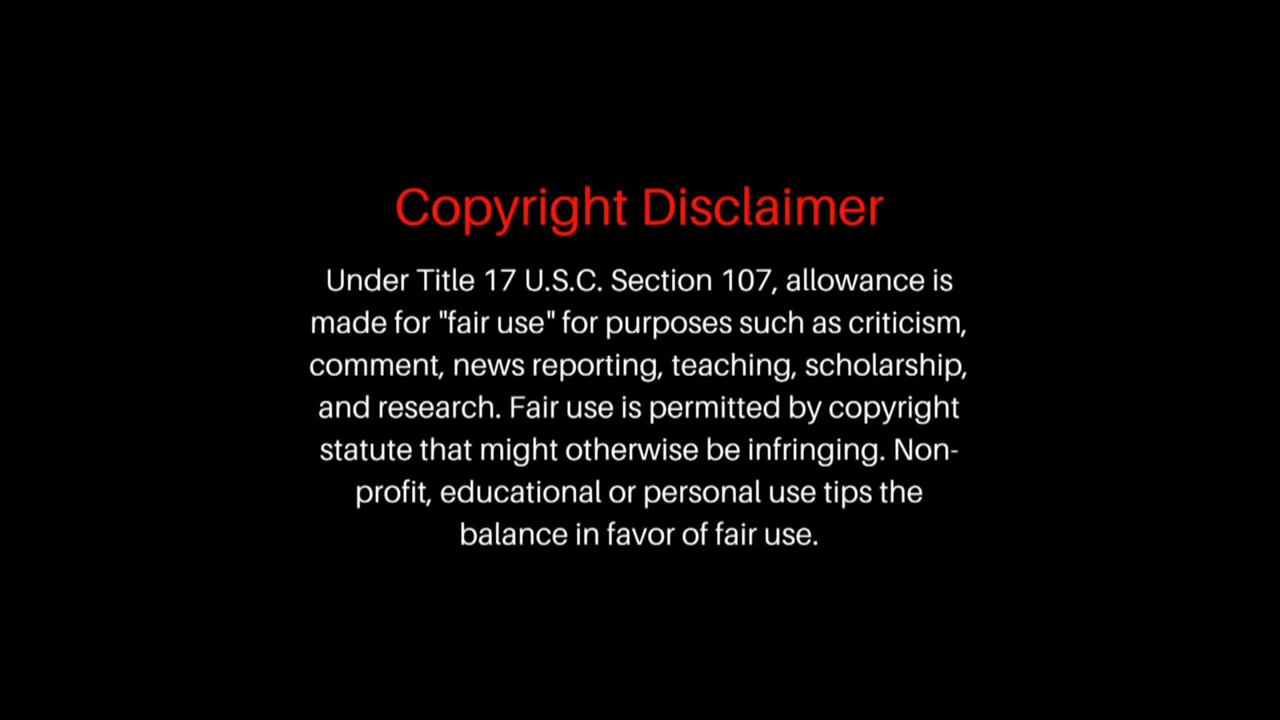 Copyright Disclaimer
Under Title 17 U.S.C. Section 107, allowance is
made for "fair use" for purposes such as criticism,
comment, news reporting, teaching, scholarship,
and research. Fair use is permitted by copyright
statute that might otherwise be infringing. Non-
profit, educational or personal use tips the
balance in favor of fair use.